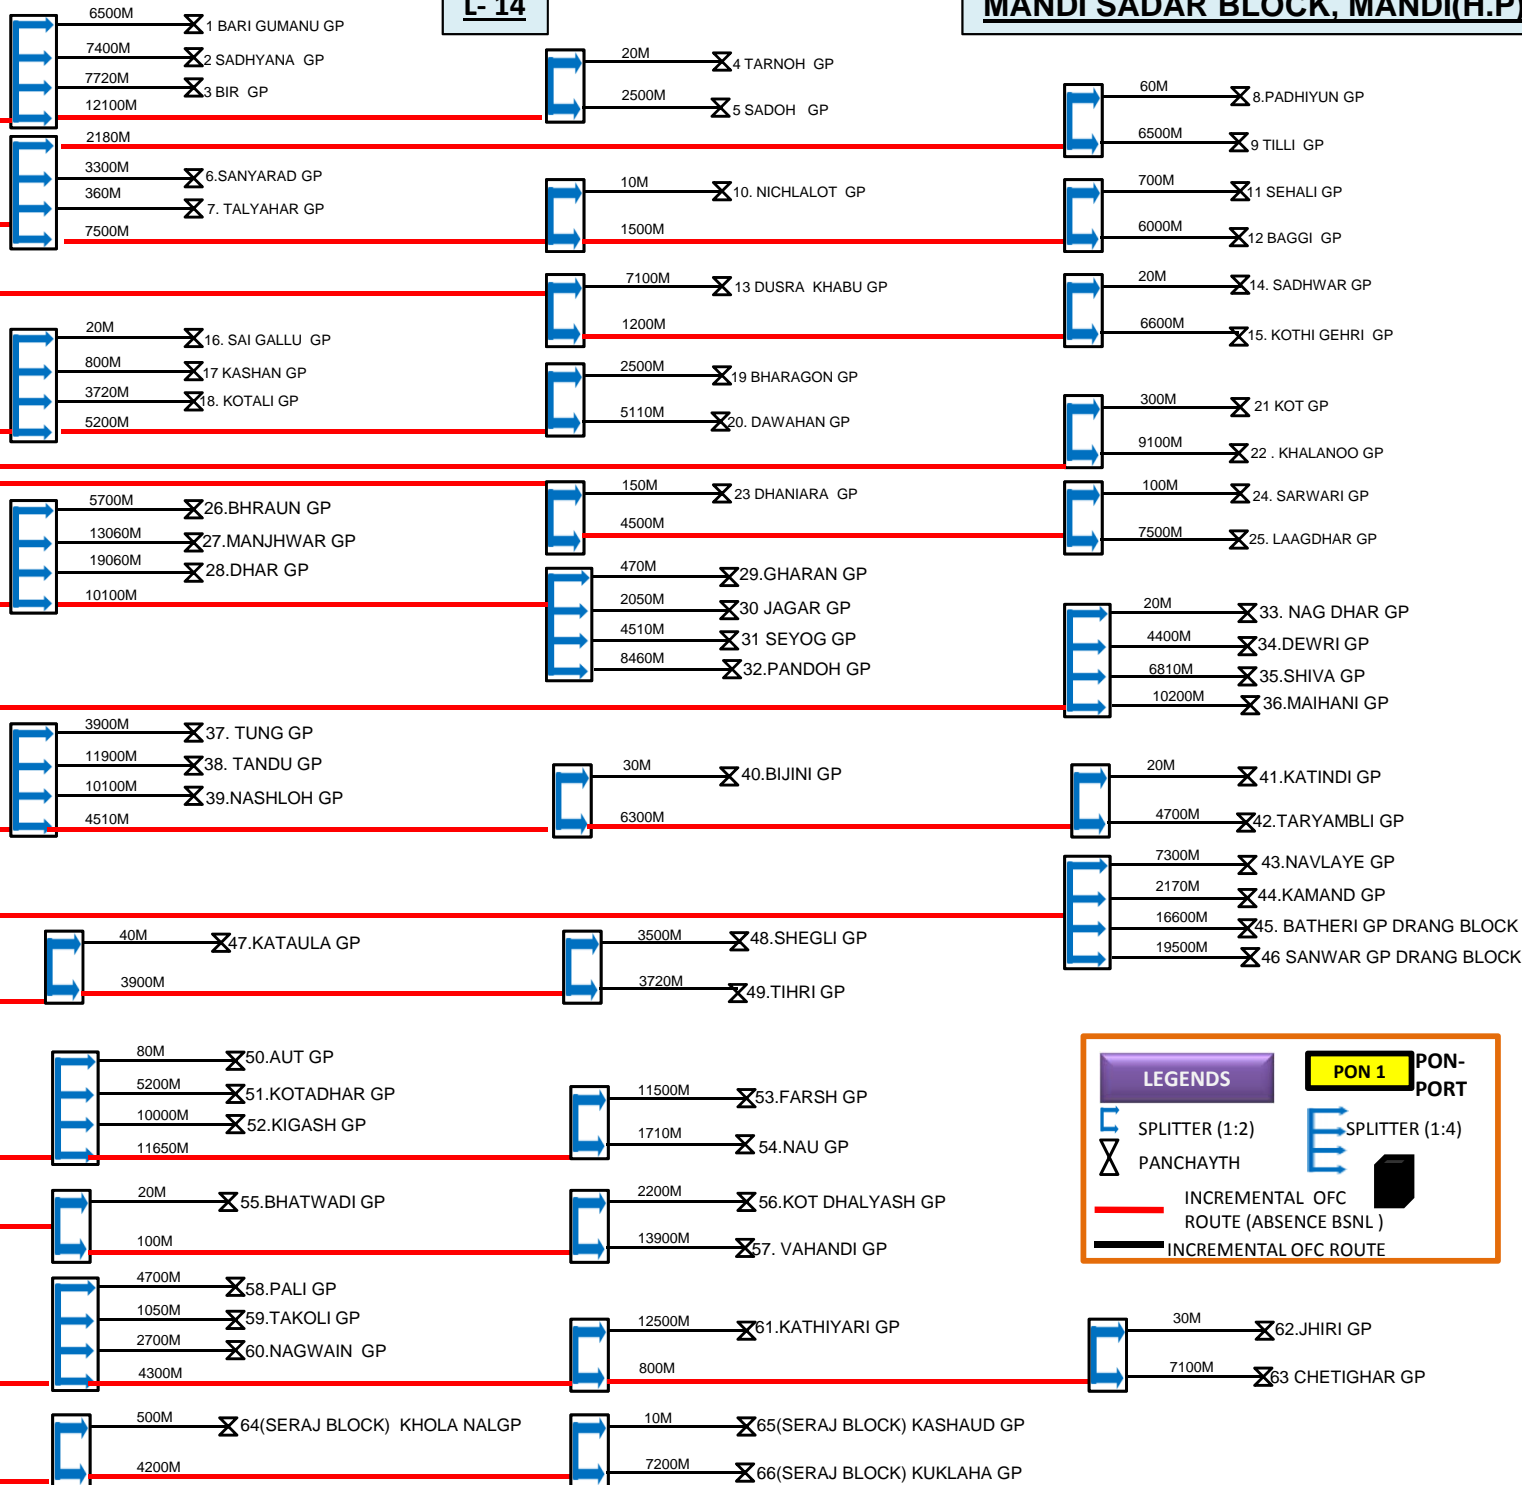 L- 14
MANDI SADAR BLOCK, MANDI(H.P)
6500M
1 BARI GUMANU GP
7400M
2 SADHYANA GP
7720M
3 BIR GP
12100M
20M
4 TARNOH GP
2500M
5 SADOH GP
2180M
60M
8.PADHIYUN GP
6500M
9 TILLI GP
3300M
6.SANYARAD GP
360M
7. TALYAHAR GP
7500M
10M
10. NICHLALOT GP
1500M
700M
11 SEHALI GP
6000M
12 BAGGI GP
7100M
13 DUSRA KHABU GP
1200M
20M
14. SADHWAR GP
6600M
15. KOTHI GEHRI GP
20M
16. SAI GALLU GP
800M
17 KASHAN GP
3720M
18. KOTALI GP
5200M
2500M
19 BHARAGON GP
5110M
20. DAWAHAN GP
300M
21 KOT GP
9100M
22 . KHALANOO GP
150M
23 DHANIARA GP
4500M
100M
24. SARWARI GP
7500M
25. LAAGDHAR GP
5700M
26.BHRAUN GP
13060M
27.MANJHWAR GP
19060M
28.DHAR GP
10100M
470M
29.GHARAN GP
2050M
30 JAGAR GP
4510M
31 SEYOG GP
8460M
32.PANDOH GP
20M
33. NAG DHAR GP
4400M
34.DEWRI GP
6810M
35.SHIVA GP
10200M
36.MAIHANI GP
3900M
37. TUNG GP
11900M
38. TANDU GP
10100M
39.NASHLOH GP
4510M
30M
40.BIJINI GP
6300M
20M
41.KATINDI GP
4700M
42.TARYAMBLI GP
7300M
43.NAVLAYE GP
2170M
44.KAMAND GP
16600M
45. BATHERI GP DRANG BLOCK
19500M
46 SANWAR GP DRANG BLOCK
40M
47.KATAULA GP
3900M
3500M
48.SHEGLI GP
3720M
49.TIHRI GP
80M
50.AUT GP
5200M
51.KOTADHAR GP
10000M
52.KIGASH GP
11650M
11500M
53.FARSH GP
1710M
54.NAU GP
20M
55.BHATWADI GP
100M
2200M
56.KOT DHALYASH GP
13900M
57. VAHANDI GP
LEGENDS
PON 1
PON-
PORT
SPLITTER (1:2)
SPLITTER (1:4)
PANCHAYTH
INCREMENTAL OFC
ROUTE (ABSENCE BSNL )
INCREMENTAL OFC ROUTE
4700M
58.PALI GP
1050M
59.TAKOLI GP
2700M
60.NAGWAIN GP
4300M
12500M
61.KATHIYARI GP
800M
30M
62.JHIRI GP
7100M
63 CHETIGHAR GP
500M
64(SERAJ BLOCK) KHOLA NALGP
4200M
10M
65(SERAJ BLOCK) KASHAUD GP
7200M
66(SERAJ BLOCK) KUKLAHA GP